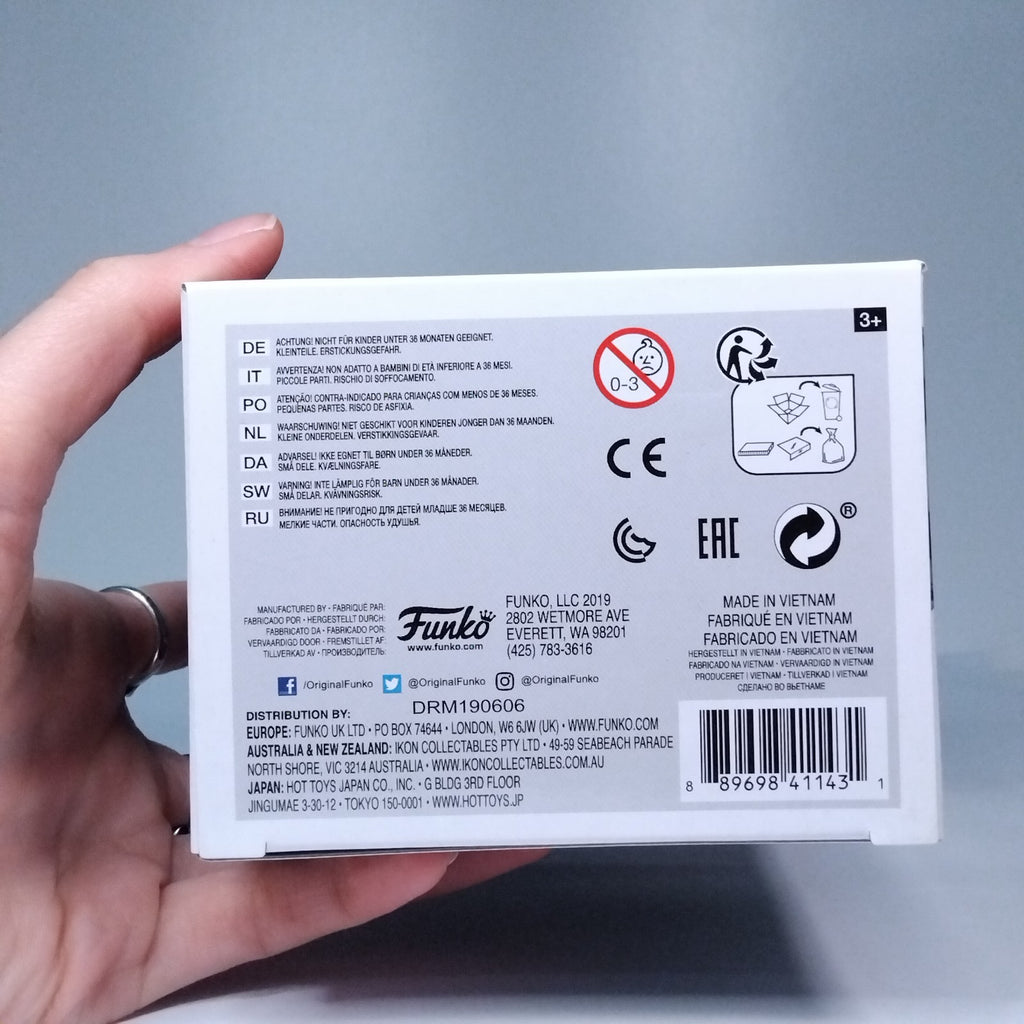 3+
DE ACHTUNG! NICHT FÜR KINDER UNTER 36 MONATEN GEEIGNET.
KLEINTEILE. ERSTICKUNGSGEFAHR.
IT AVVERTENZA! NON ADATTO A BAMBINI DI ETÀ INFERIORE A 36 MESI.
PICCOLE PARTI. RISCHIO DI SOFFOCAMENTO.
PO ATENÇÃO! CONTRA-INDICADO PARA CRIANÇAS COM MENOS DE 36 MESES.
PEQUENAS PARTES. RISCO DE ASFIXIA.
NL WAARSCHUWING! NIET GESCHIKT VOOR KINDEREN JONGER DAN 36 MAANDEN.
KLEINE ONDERDELEN. VERSTIKKINGSGEVAAR.
DA ADVARSEL! IKKE EGNET TIL BØRN UNDER 36 MÅNEDER.
SMÅ DELE. KVÆLNINGSFARE.
SW VARNING! INTE LÄMPLIG FÖR BARN UNDER 36 MÅNADER.
SMÅ DELAR. KVÄVNINGSRISK.
RU ВНИМАНИЕ! НЕ ПРИГОДНО ДЛЯ ДЕТЕЙ МЛАДШЕ 36 МЕСЯЦЕВ.
МЕЛКИЕ ЧАСТИ. ОПАСНОСТЬ УДУШЬЯ.
0-3
CE
EAC
®
MANUFACTURED BY • FABRIQUÉ PAR:
FABRICADO POR • HERGESTELLT DURCH:
FABBRICATO DA • FABRICADO POR:
VERVAARDIGD DOOR • FREMSTILLET AF:
TILLVERKAD AV • ПРОИЗВОДИТЕЛЬ:
Funko
www.funko.com
FUNKO, LLC 2019
2802 WETMORE AVE
EVERETT, WA 98201
(425) 783-3616
MADE IN VIETNAM
FABRIQUÉ EN VIETNAM
FABRICADO EN VIETNAM
HERGESTELLT IN VIETNAM • FABBRICATO IN VIETNAM
FABRICADO NA VIETNAM • VERVAARDIGD IN VIETNAM
PRODUCERET I VIETNAM • TILLVERKAD I VIETNAM
СДЕЛАНО ВО ВЬЕТНАМЕ
/OriginalFunko @OriginalFunko @OriginalFunko
DRM190606
DISTRIBUTION BY:
EUROPE: FUNKO UK LTD • PO BOX 74644 • LONDON, W6 6JW (UK) • WWW.FUNKO.COM
AUSTRALIA & NEW ZEALAND: IKON COLLECTABLES PTY LTD • 49-59 SEABEACH PARADE
NORTH SHORE, VIC 3214 AUSTRALIA • WWW.IKONCOLLECTABLES.COM.AU
JAPAN: HOT TOYS JAPAN CO., INC. • G BLDG 3RD FLOOR
JINGUMAE 3-30-12 • TOKYO 150-0001 • WWW.HOTTOYS.JP
8 89698 41143 1